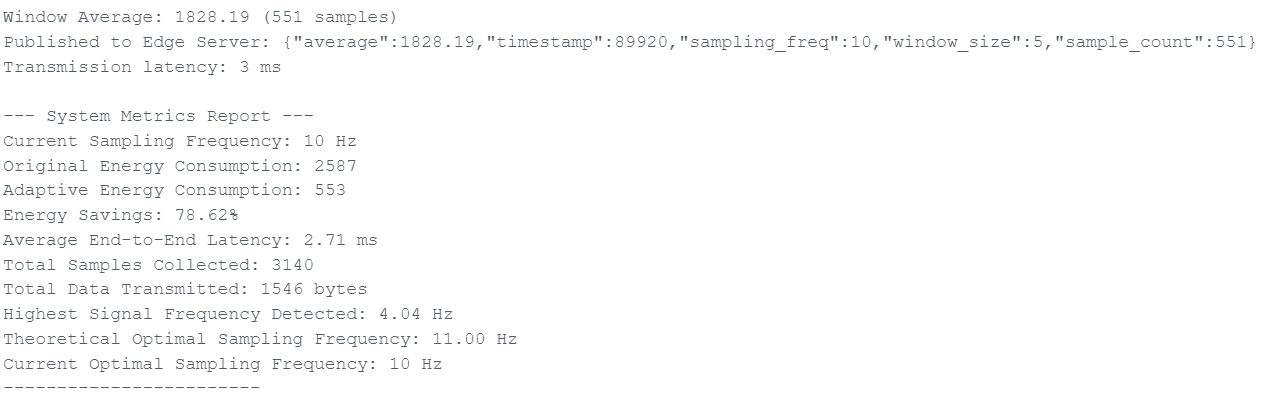 Window Average: 1828.19 (551 samples)
Published to Edge Server: {"average":1828.19,"timestamp":89920,"sampling_freq":10,"window_size":5,"sample_count":551}
Transmission latency: 3 ms
--- System Metrics Report ---
Current Sampling Frequency: 10 Hz
Original Energy Consumption: 2587
Adaptive Energy Consumption: 553
Energy Savings: 78.62%
Average End-to-End Latency: 2.71 ms
Total Samples Collected: 3140
Total Data Transmitted: 1546 bytes
Highest Signal Frequency Detected: 4.04 Hz
Theoretical Optimal Sampling Frequency: 11.00 Hz
Current Optimal Sampling Frequency: 10 Hz
------------------------